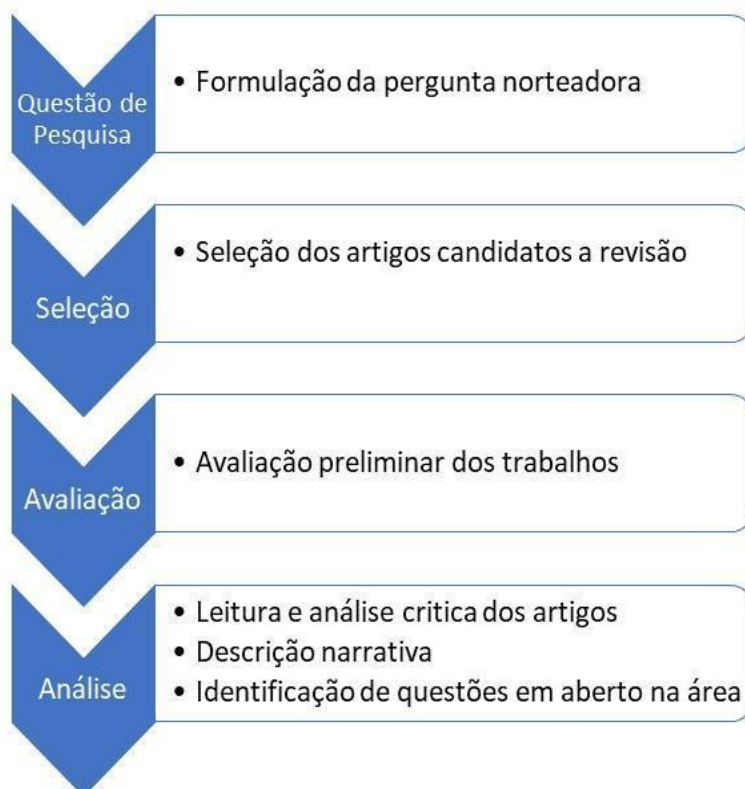 Questão de
Pesquisa
• Formulação da pergunta norteadora
Seleção
• Seleção dos artigos candidatos a revisão
Avaliação
• Avaliação preliminar dos trabalhos
Análise
• Leitura e análise critica dos artigos
• Descrição narrativa
• Identificação de questões em aberto na área